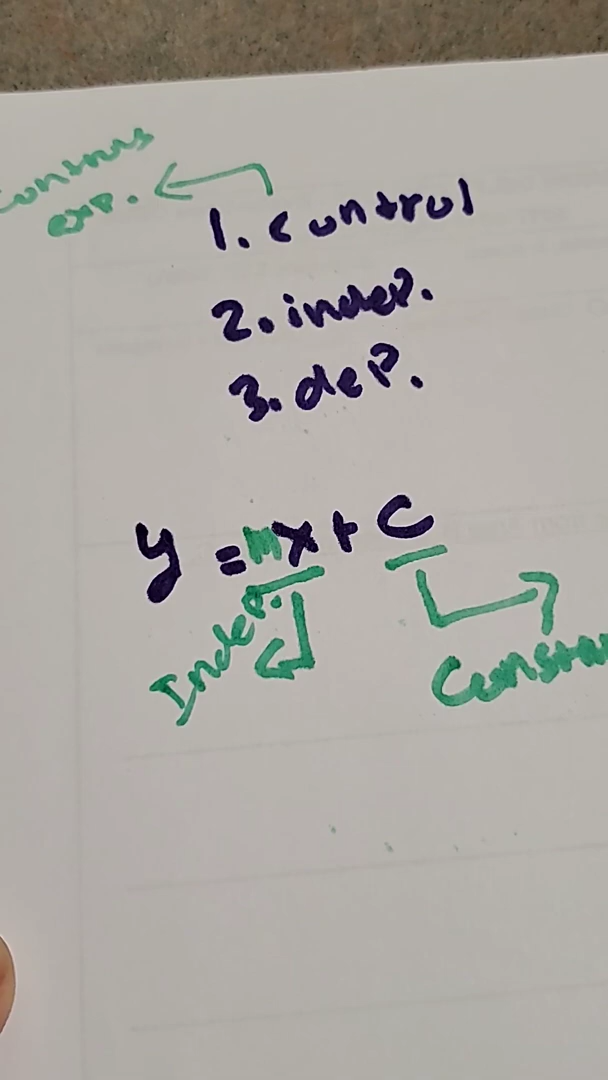 exp.
1. control
2. indep.
3. dep.
y = mx + c
Indep.